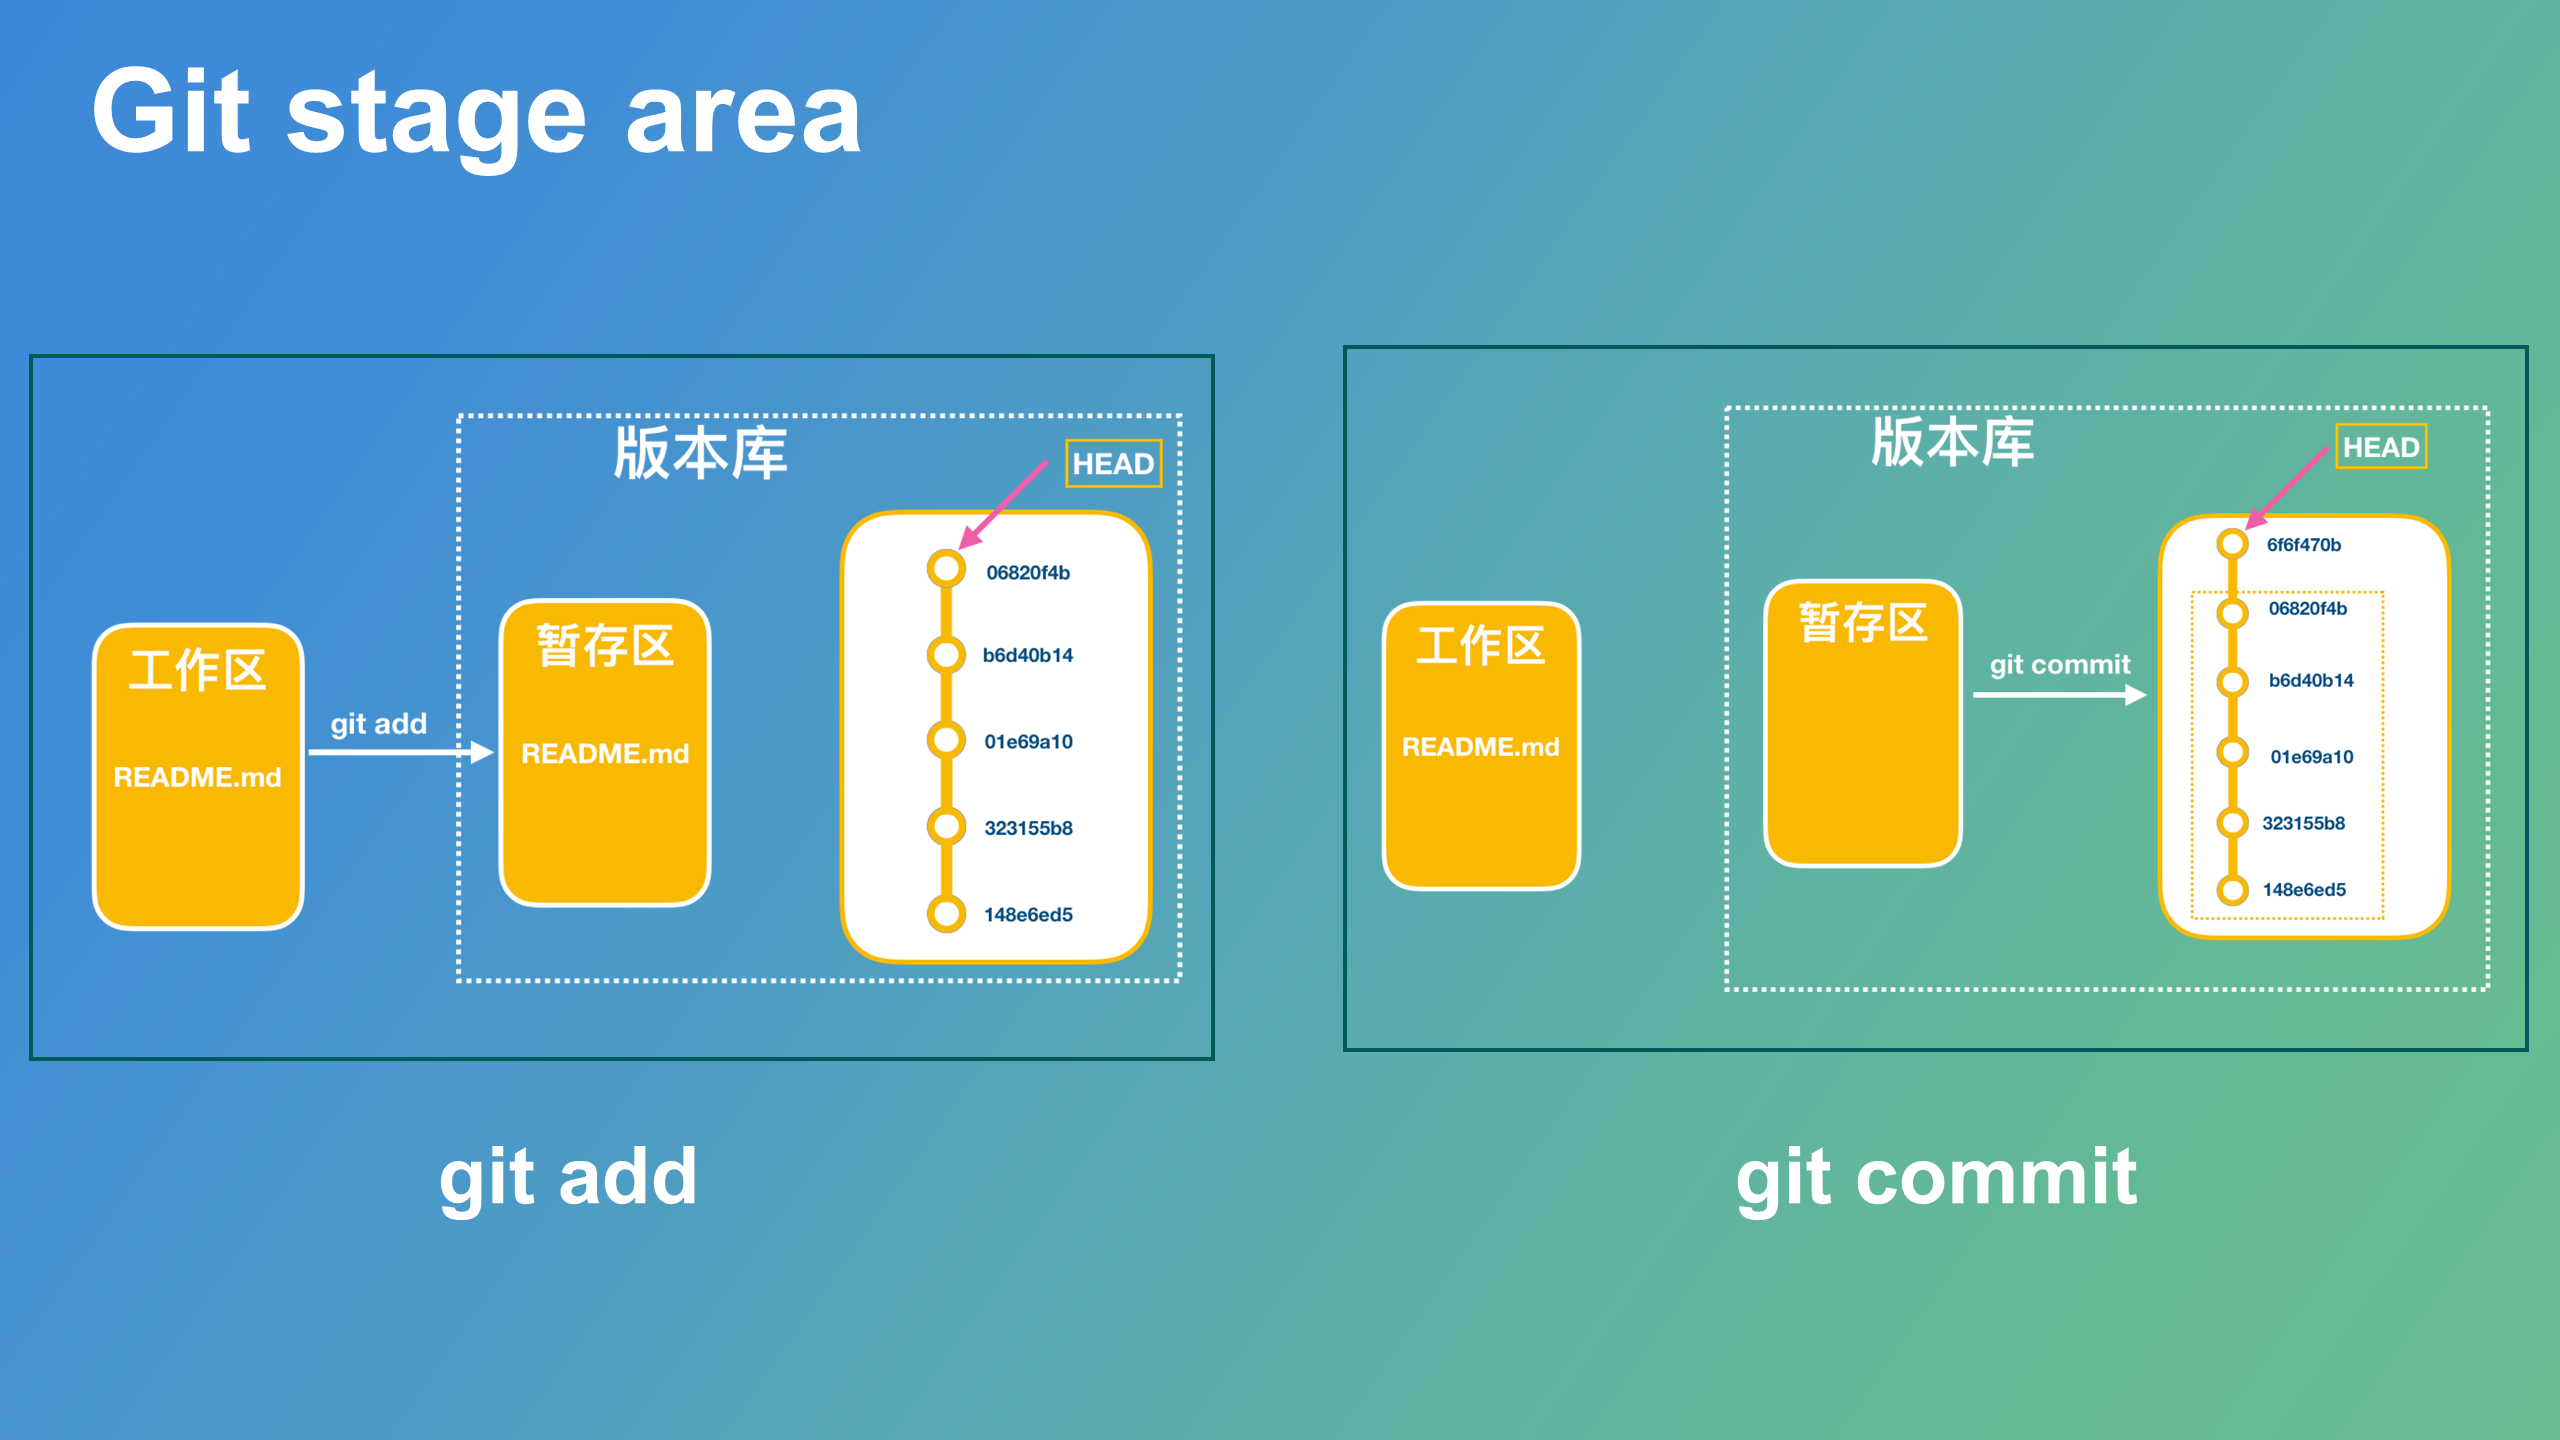 Git stage area
版本库
HEAD
工作区
README.md
git add
暂存区
README.md
06820f4b
b6d40b14
01e69a10
323155b8
148e6ed5
git add
版本库
HEAD
工作区
README.md
暂存区
git commit
6f6f470b
06820f4b
b6d40b14
01e69a10
323155b8
148e6ed5
git commit